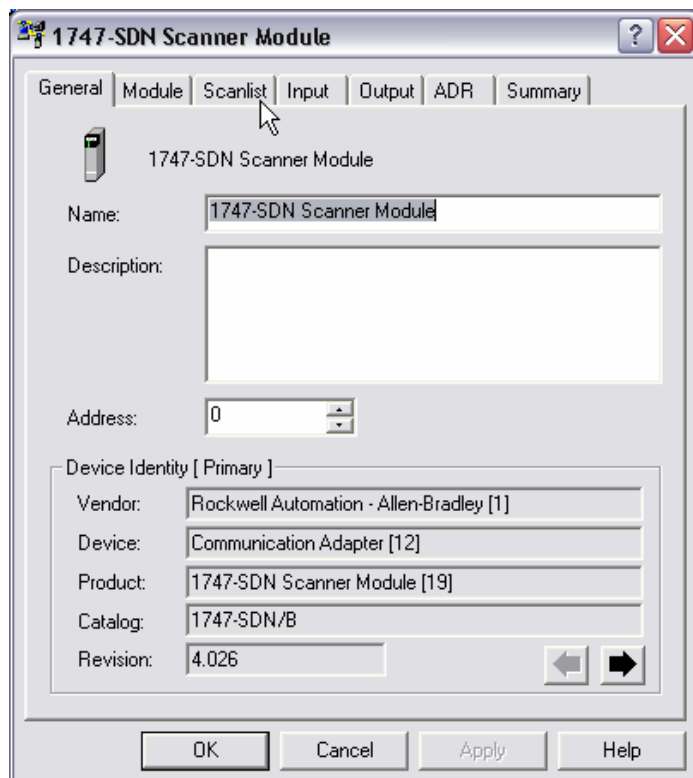 1747-SDN Scanner Module
?
General Module Scanlist Input Output ADR Summary
1747-SDN Scanner Module
Name: 1747-SDN Scanner Module
Description:
Address: 0
Device Identity [ Primary ]
Vendor: Rockwell Automation - Allen-Bradley [1]
Device: Communication Adapter [12]
Product: 1747-SDN Scanner Module [19]
Catalog: 1747-SDN/B
Revision: 4.026
OK Cancel Apply Help